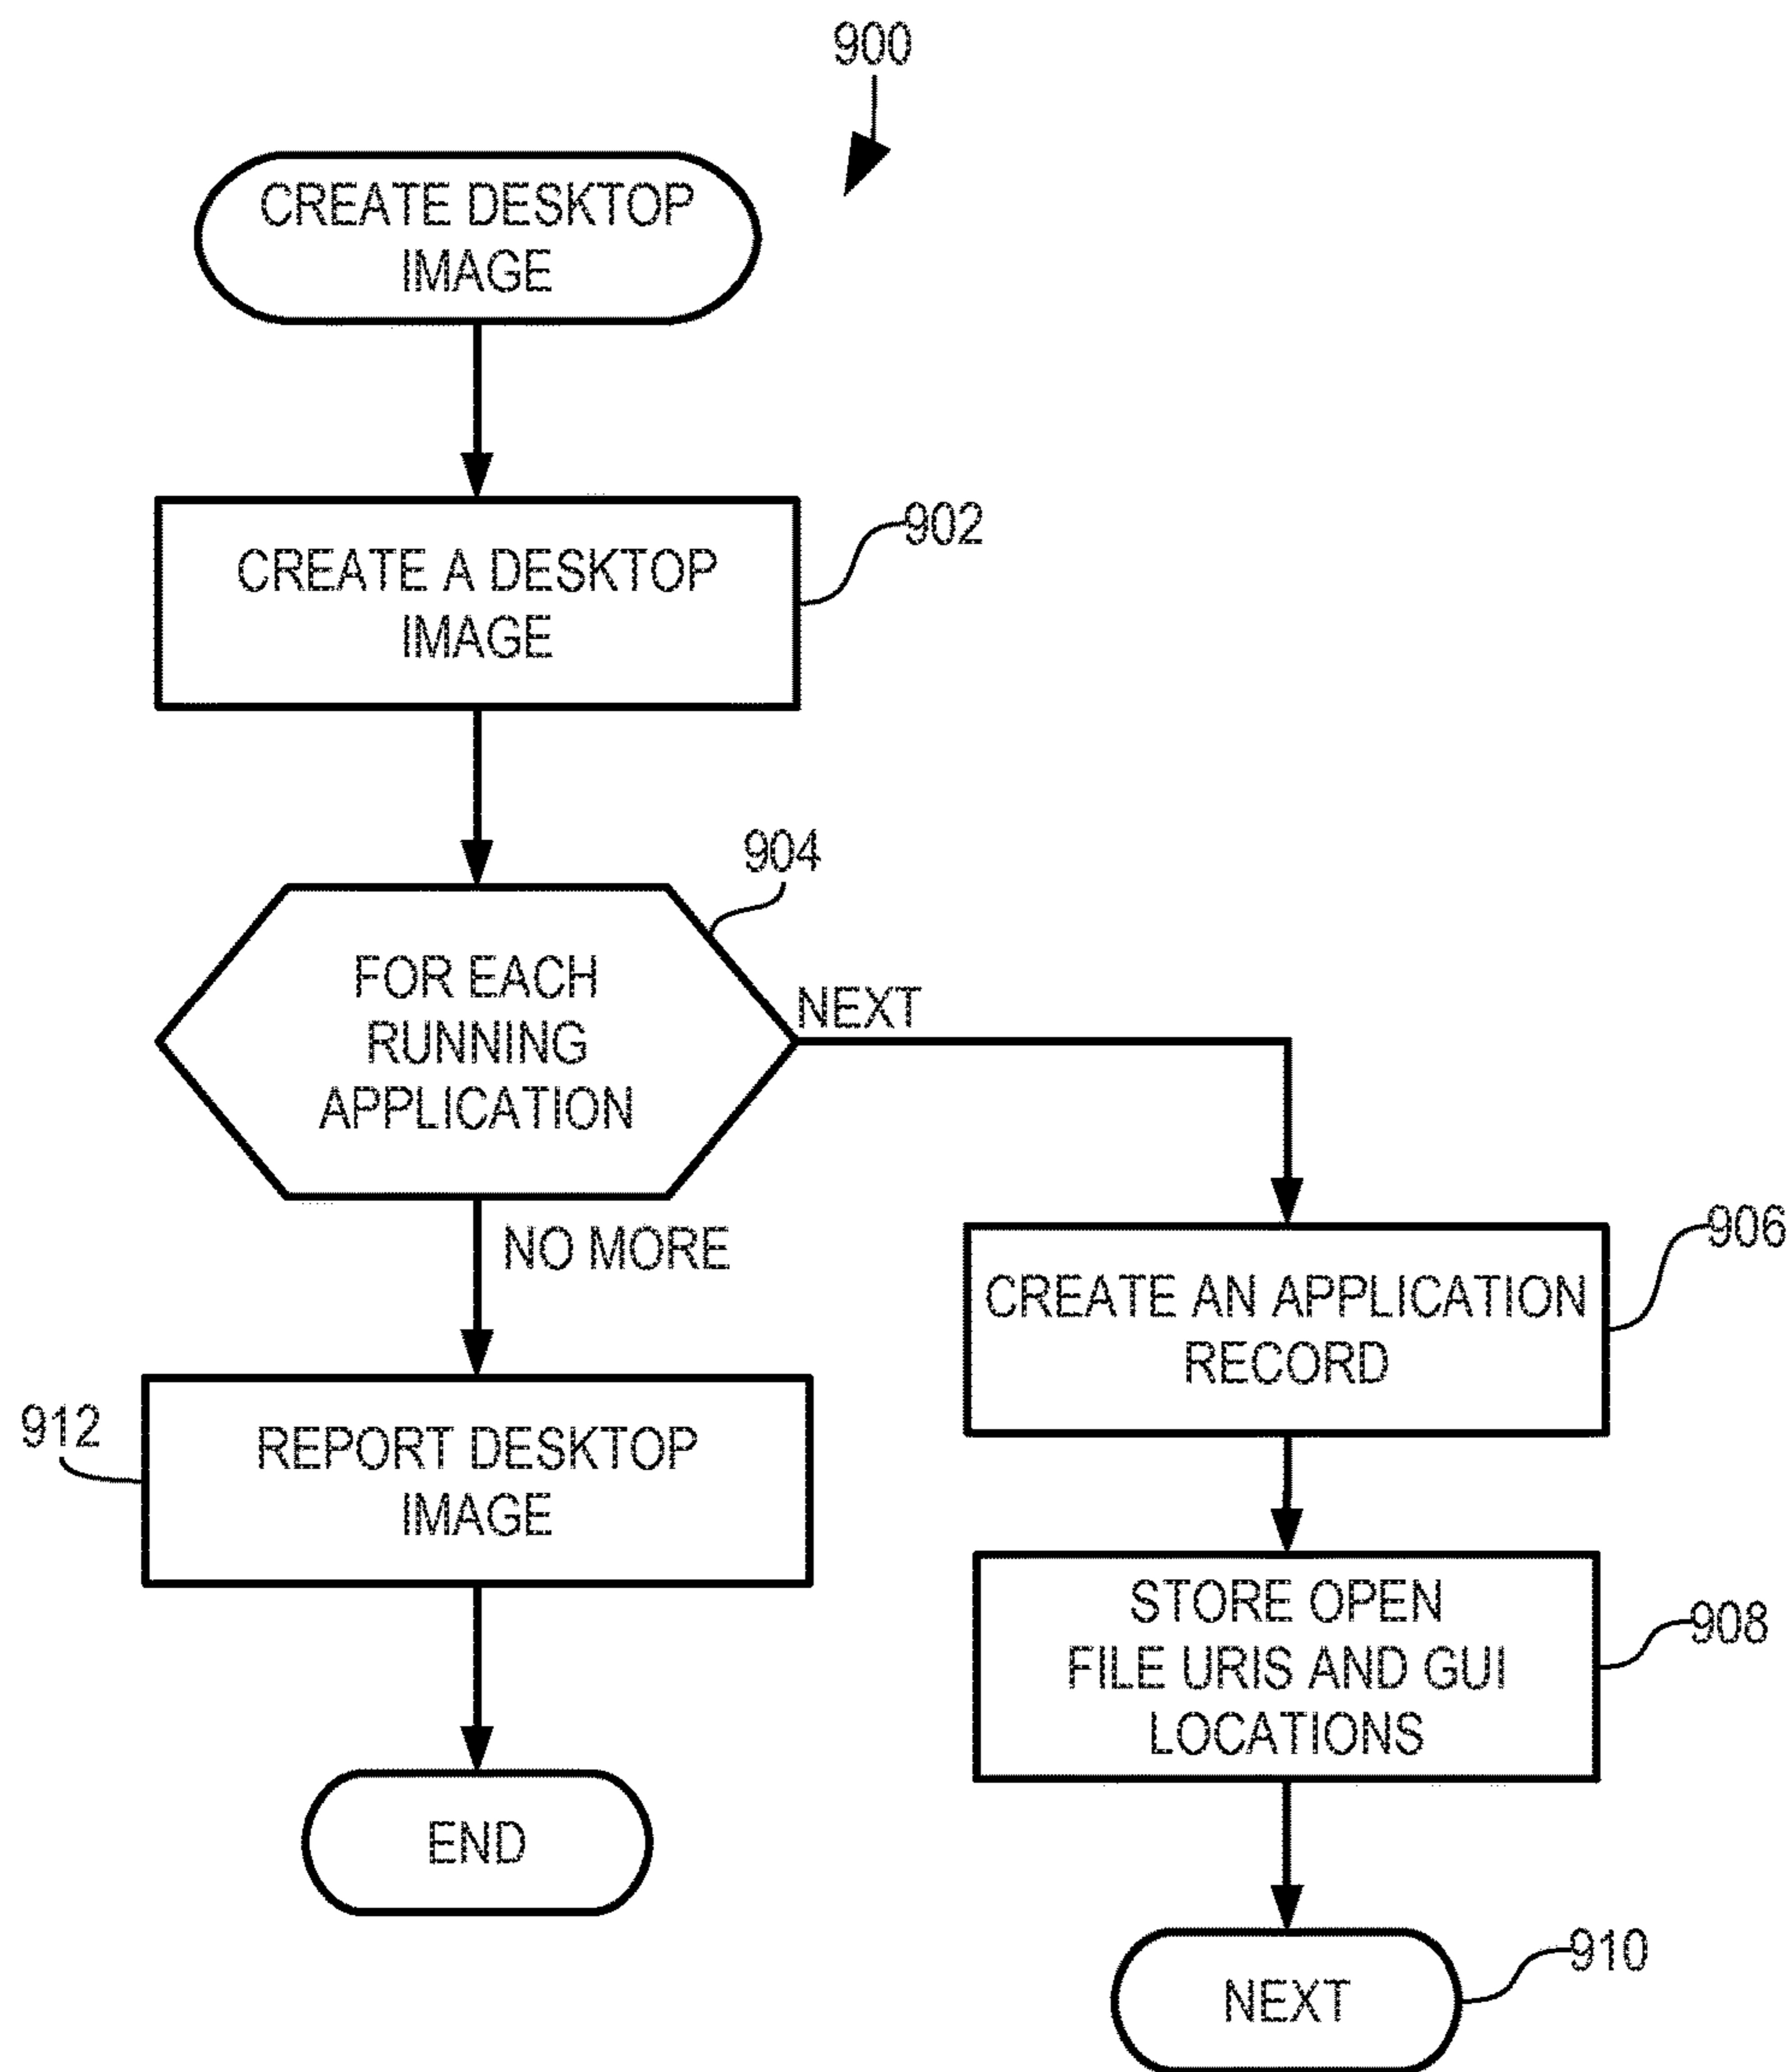 900
CREATE DESKTOP
IMAGE
CREATE A DESKTOP
IMAGE
902
904
FOR EACH
RUNNING
APPLICATION
NEXT
NO MORE
906
CREATE AN APPLICATION
RECORD
912
REPORT DESKTOP
IMAGE
STORE OPEN
FILE URIS AND GUI
LOCATIONS
908
END
910
NEXT